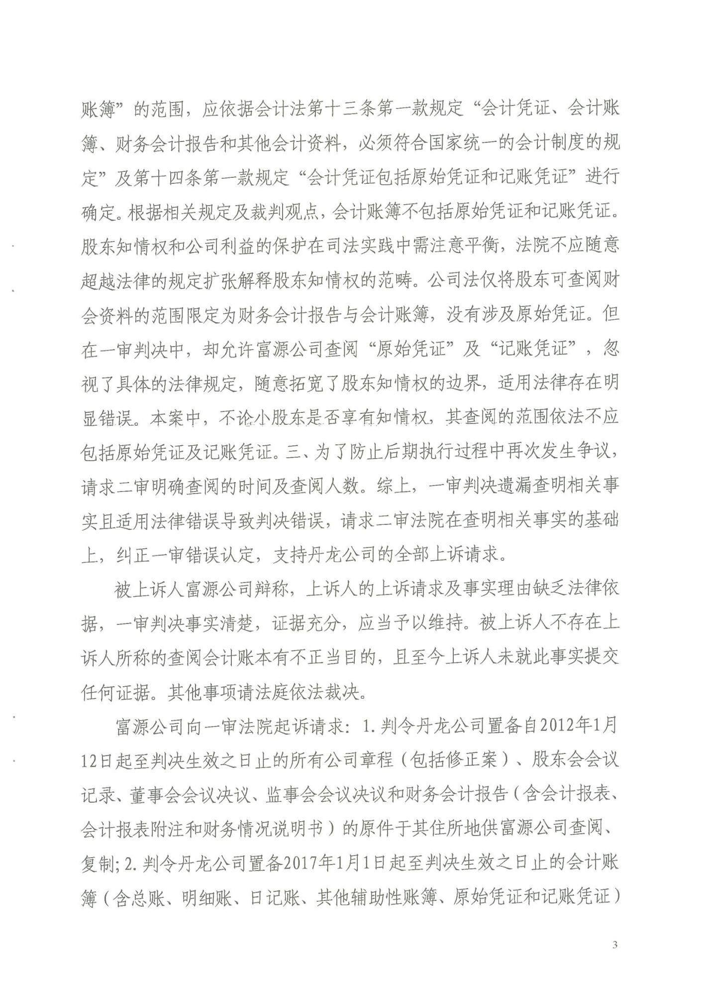 账簿”的范围，应依据会计法第十三条第一款规定“会计凭证、会计账
簿、财务会计报告和其他会计资料，必须符合国家统一的会计制度的规
定”及第十四条第一款规定“会计凭证包括原始凭证和记账凭证”进行
确定。根据相关规定及裁判观点，会计账簿不包括原始凭证和记账凭证。
股东知情权和公司利益的保护在司法实践中需注意平衡，法院不应随意
超越法律的规定扩张解释股东知情权的范畴。公司法仅将股东可查阅财
会资料的范围限定为财务会计报告与会计账簿，没有涉及原始凭证。但
在一审判决中，却允许富源公司查阅“原始凭证”及“记账凭证”，忽
视了具体的法律规定，随意拓宽了股东知情权的边界，适用法律存在明
显错误。本案中，不论小股东是否享有知情权，其查阅的范围依法不应
包括原始凭证及记账凭证。三、为了防止后期执行过程中再次发生争议，
请求二审明确查阅的时间及查阅人数。综上，一审判决遗漏查明相关事
实且适用法律错误导致判决错误，请求二审法院在查明相关事实的基础
上，纠正一审错误认定，支持丹龙公司的全部上诉请求。
被上诉人富源公司辩称，上诉人的上诉请求及事实理由缺乏法律依
据，一审判决事实清楚，证据充分，应当予以维持。被上诉人不存在上
诉人所称的查阅会计账本有不正当目的，且至今上诉人未就此事实提交
任何证据。其他事项请法庭依法裁决。
富源公司向一审法院起诉请求：1.判令丹龙公司置备自2012年1月
12日起至判决生效之日止的所有公司章程（包括修正案）、股东会会议
记录、董事会会议决议、监事会会议决议和财务会计报告（含会计报表、
会计报表附注和财务情况说明书）的原件于其住所地供富源公司查阅、
复制；2.判令丹龙公司置备2017年1月1日起至判决生效之日止的会计账
簿（含总账、明细账、日记账、其他辅助性账簿、原始凭证和记账凭证）
3